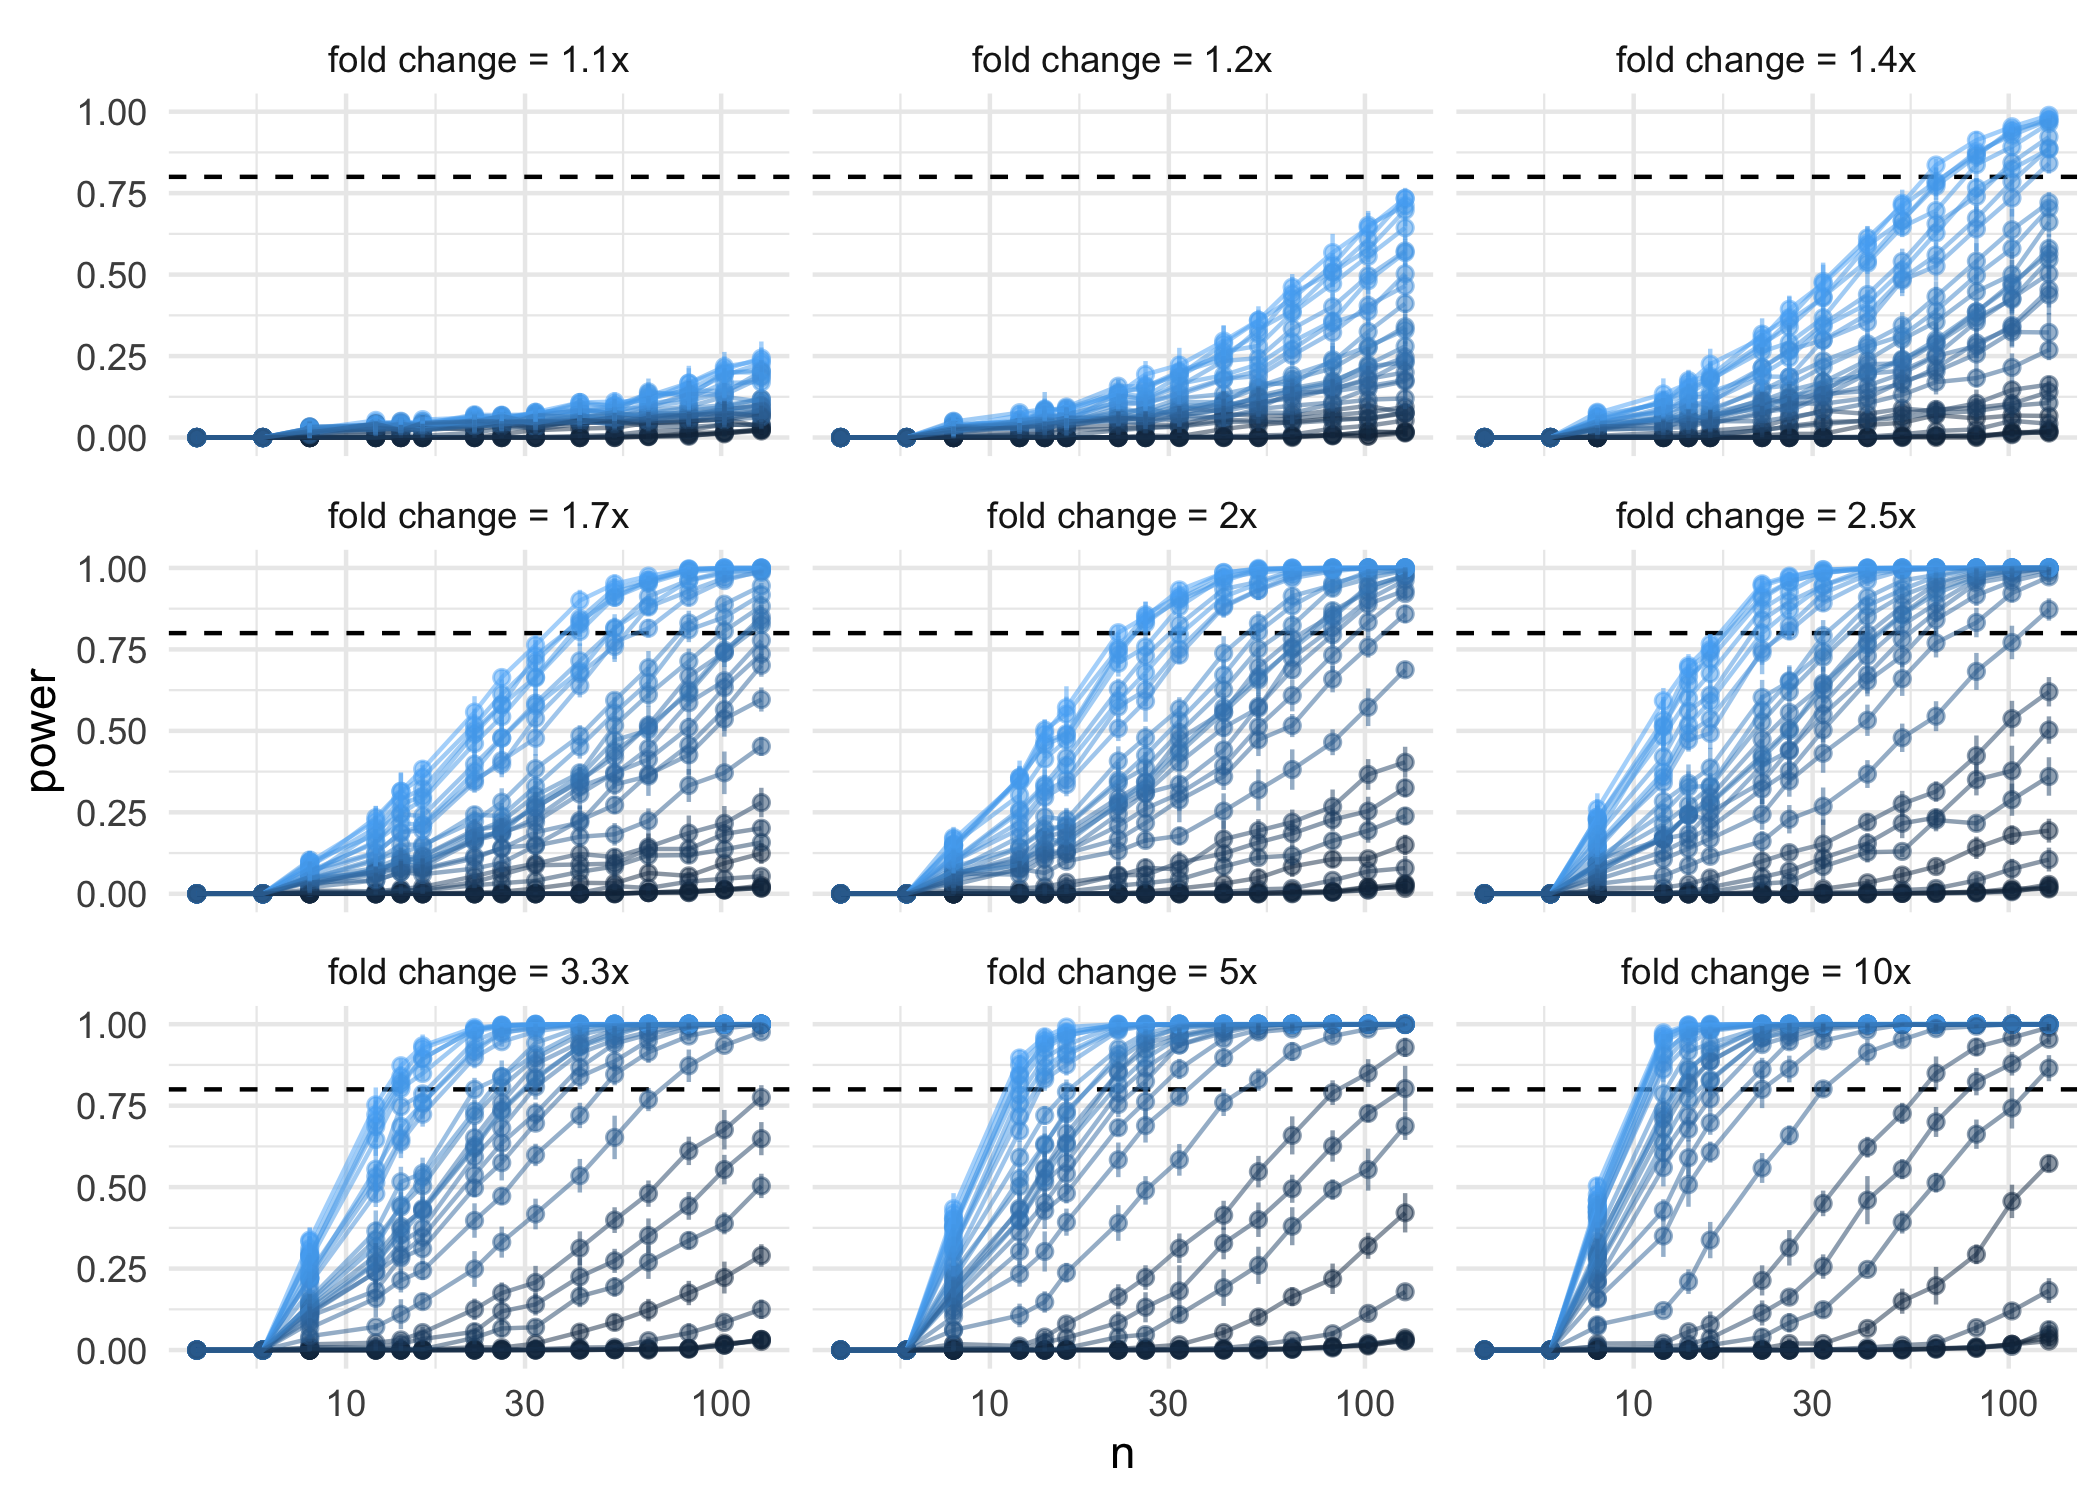 fold change = 1.1x
fold change = 1.2x
fold change = 1.4x
1.00
0.75
0.50
0.25
0.00
fold change = 1.7x
fold change = 2x
fold change = 2.5x
1.00
0.75
0.50
0.25
0.00
power
fold change = 3.3x
fold change = 5x
fold change = 10x
1.00
0.75
0.50
0.25
0.00
10 30 100
10 30 100
10 30 100
n